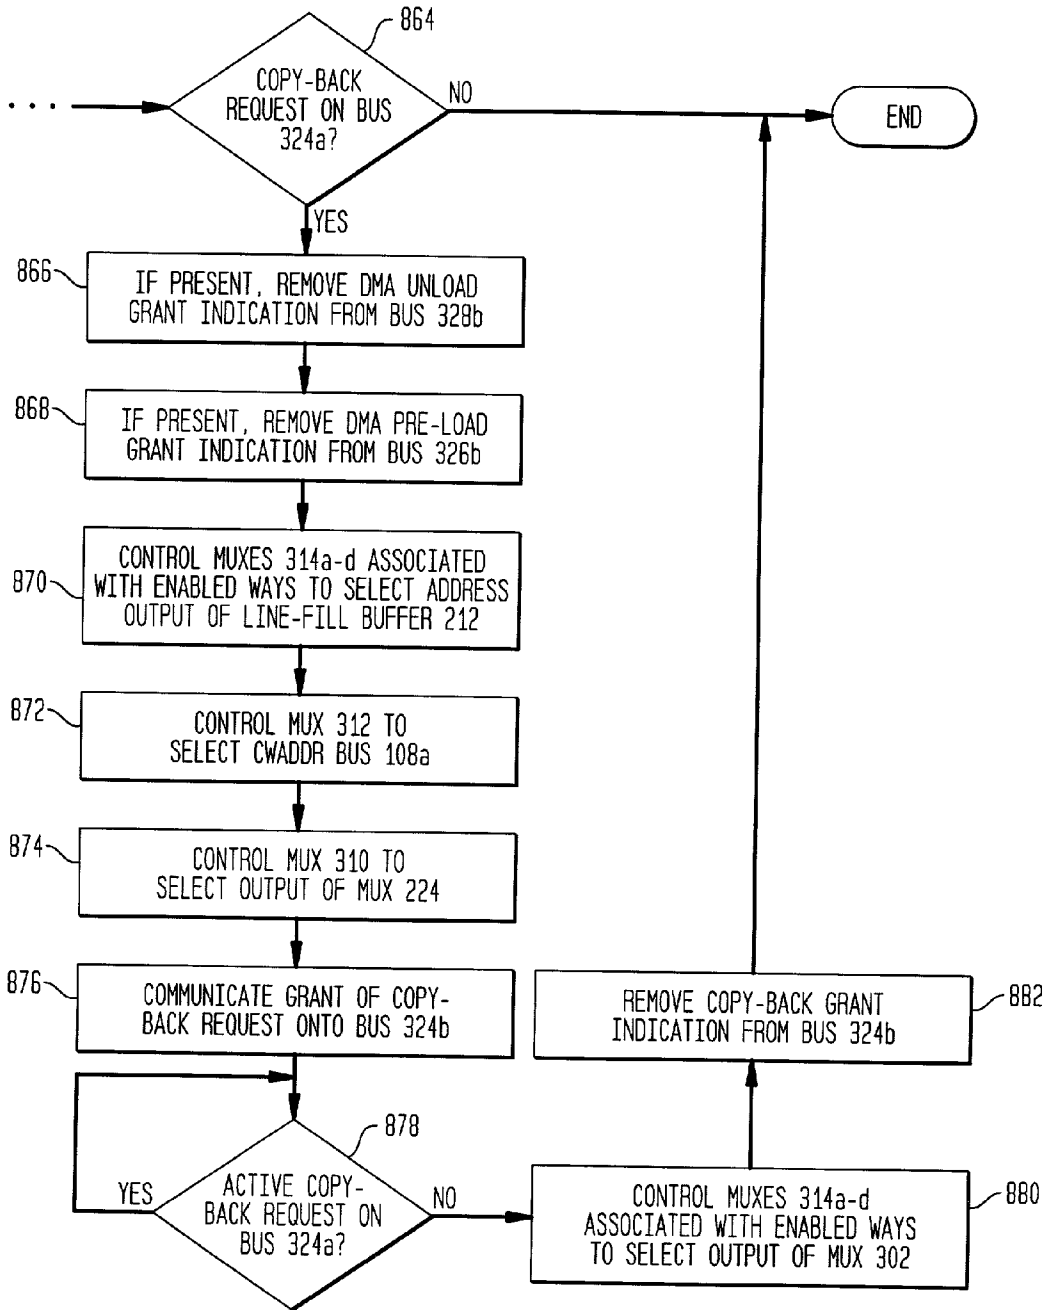 864
COPY-BACK
REQUEST ON BUS
324a?
NO
. . . .
END
YES
866
IF PRESENT, REMOVE DMA UNLOAD
GRANT INDICATION FROM BUS 328b
868
IF PRESENT, REMOVE DMA PRE-LOAD
GRANT INDICATION FROM BUS 326b
870
CONTROL MUXES 314a-d ASSOCIATED
WITH ENABLED WAYS TO SELECT ADDRESS
OUTPUT OF LINE-FILL BUFFER 212
872
CONTROL MUX 312 TO
SELECT CWADDR BUS 108a
874
CONTROL MUX 310 TO
SELECT OUTPUT OF MUX 224
876
COMMUNICATE GRANT OF COPY-
BACK REQUEST ONTO BUS 324b
REMOVE COPY-BACK GRANT
INDICATION FROM BUS 324b
882
878
YES
ACTIVE COPY-
BACK REQUEST ON
BUS 324a?
NO
CONTROL MUXES 314a-d
ASSOCIATED WITH ENABLED WAYS
TO SELECT OUTPUT OF MUX 302
880